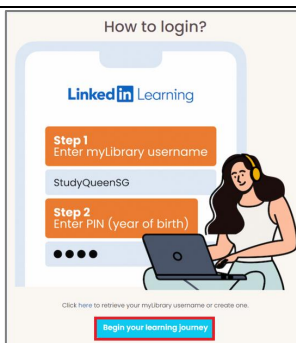 How to login?
Linked in Learning
Step 1
Enter myLibrary username
StudyQueenSG
Step 2
Enter PIN (year of birth)
Click here to retrieve your myLibrary username or create one.
Begin your learning journey